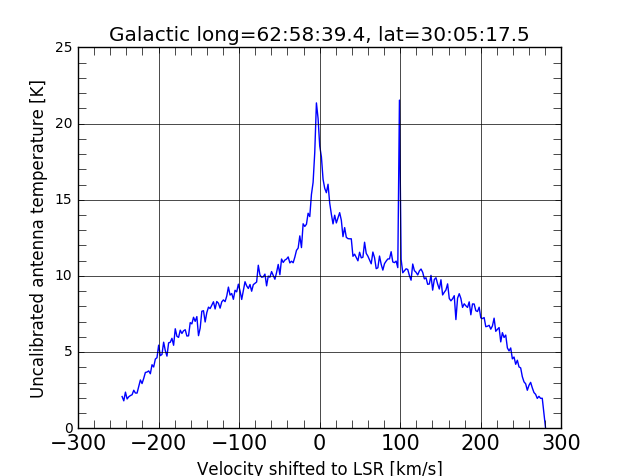 Galactic long=62:58:39.4, lat=30:05:17.5
Uncalibrated antenna temperature [K]
25
20
15
10
5
0
−300 −200 −100 0 100 200 300
Velocity shifted to LSR [km/s]